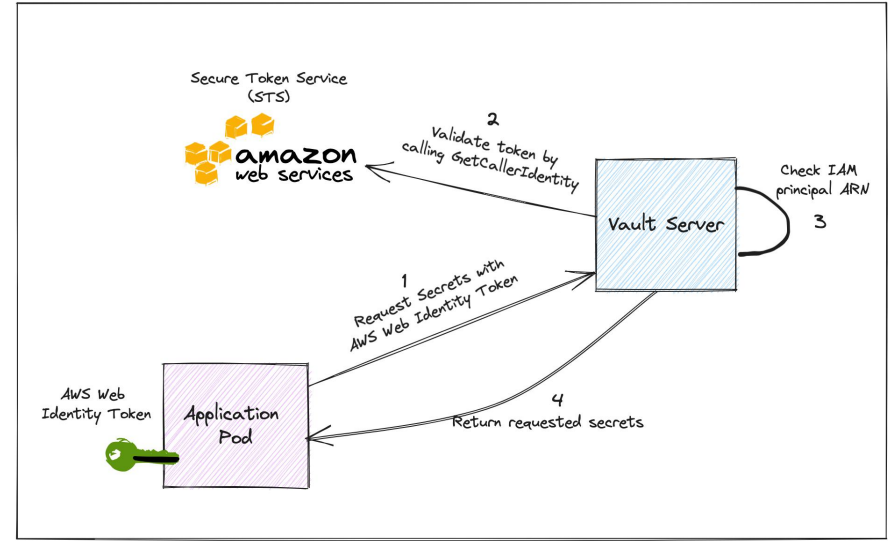 Secure Token Service
(STS)
amazon
web services
2
Validate token by
calling GetCallerIdentity
Vault Server
Check IAM
principal ARN
3
1
Request Secrets with
AWS Web Identity Token
AWS Web
Identity Token
Application
Pod
4
Return requested secrets